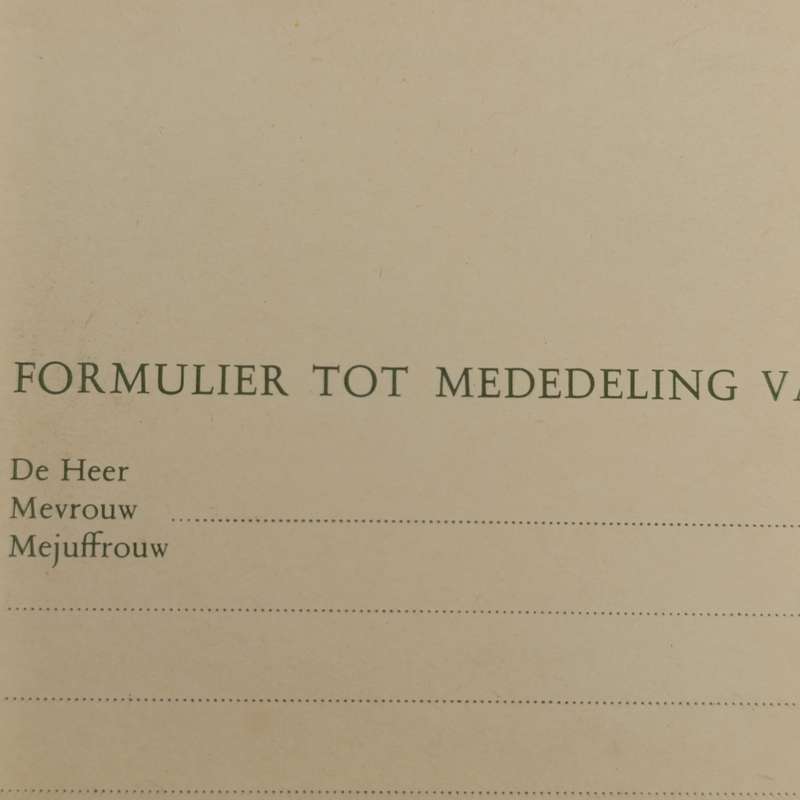 FORMULIER TOT MEDEDELING
De Heer
Mevrouw
Mejuffrouw